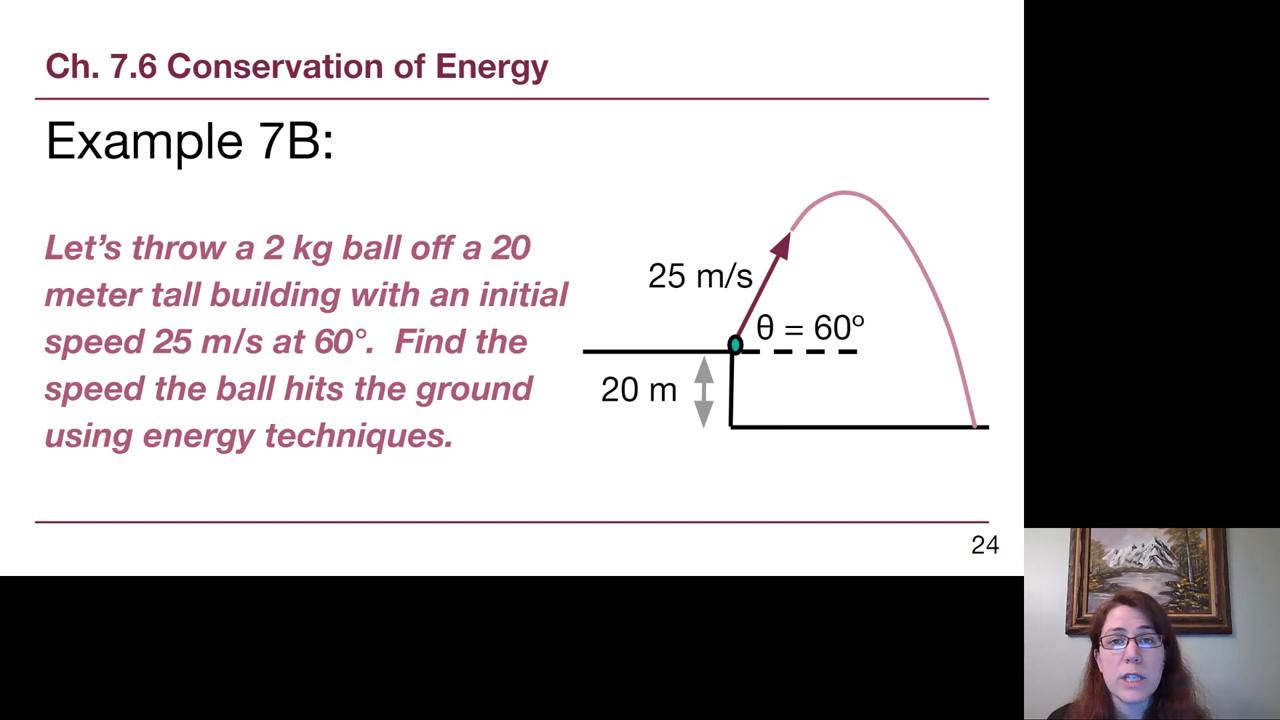 Ch. 7.6 Conservation of Energy
Example 7B:
Let’s throw a 2 kg ball off a 20
meter tall building with an initial
speed 25 m/s at 60°. Find the
speed the ball hits the ground
using energy techniques.
25 m/s
θ = 60º
20 m
24